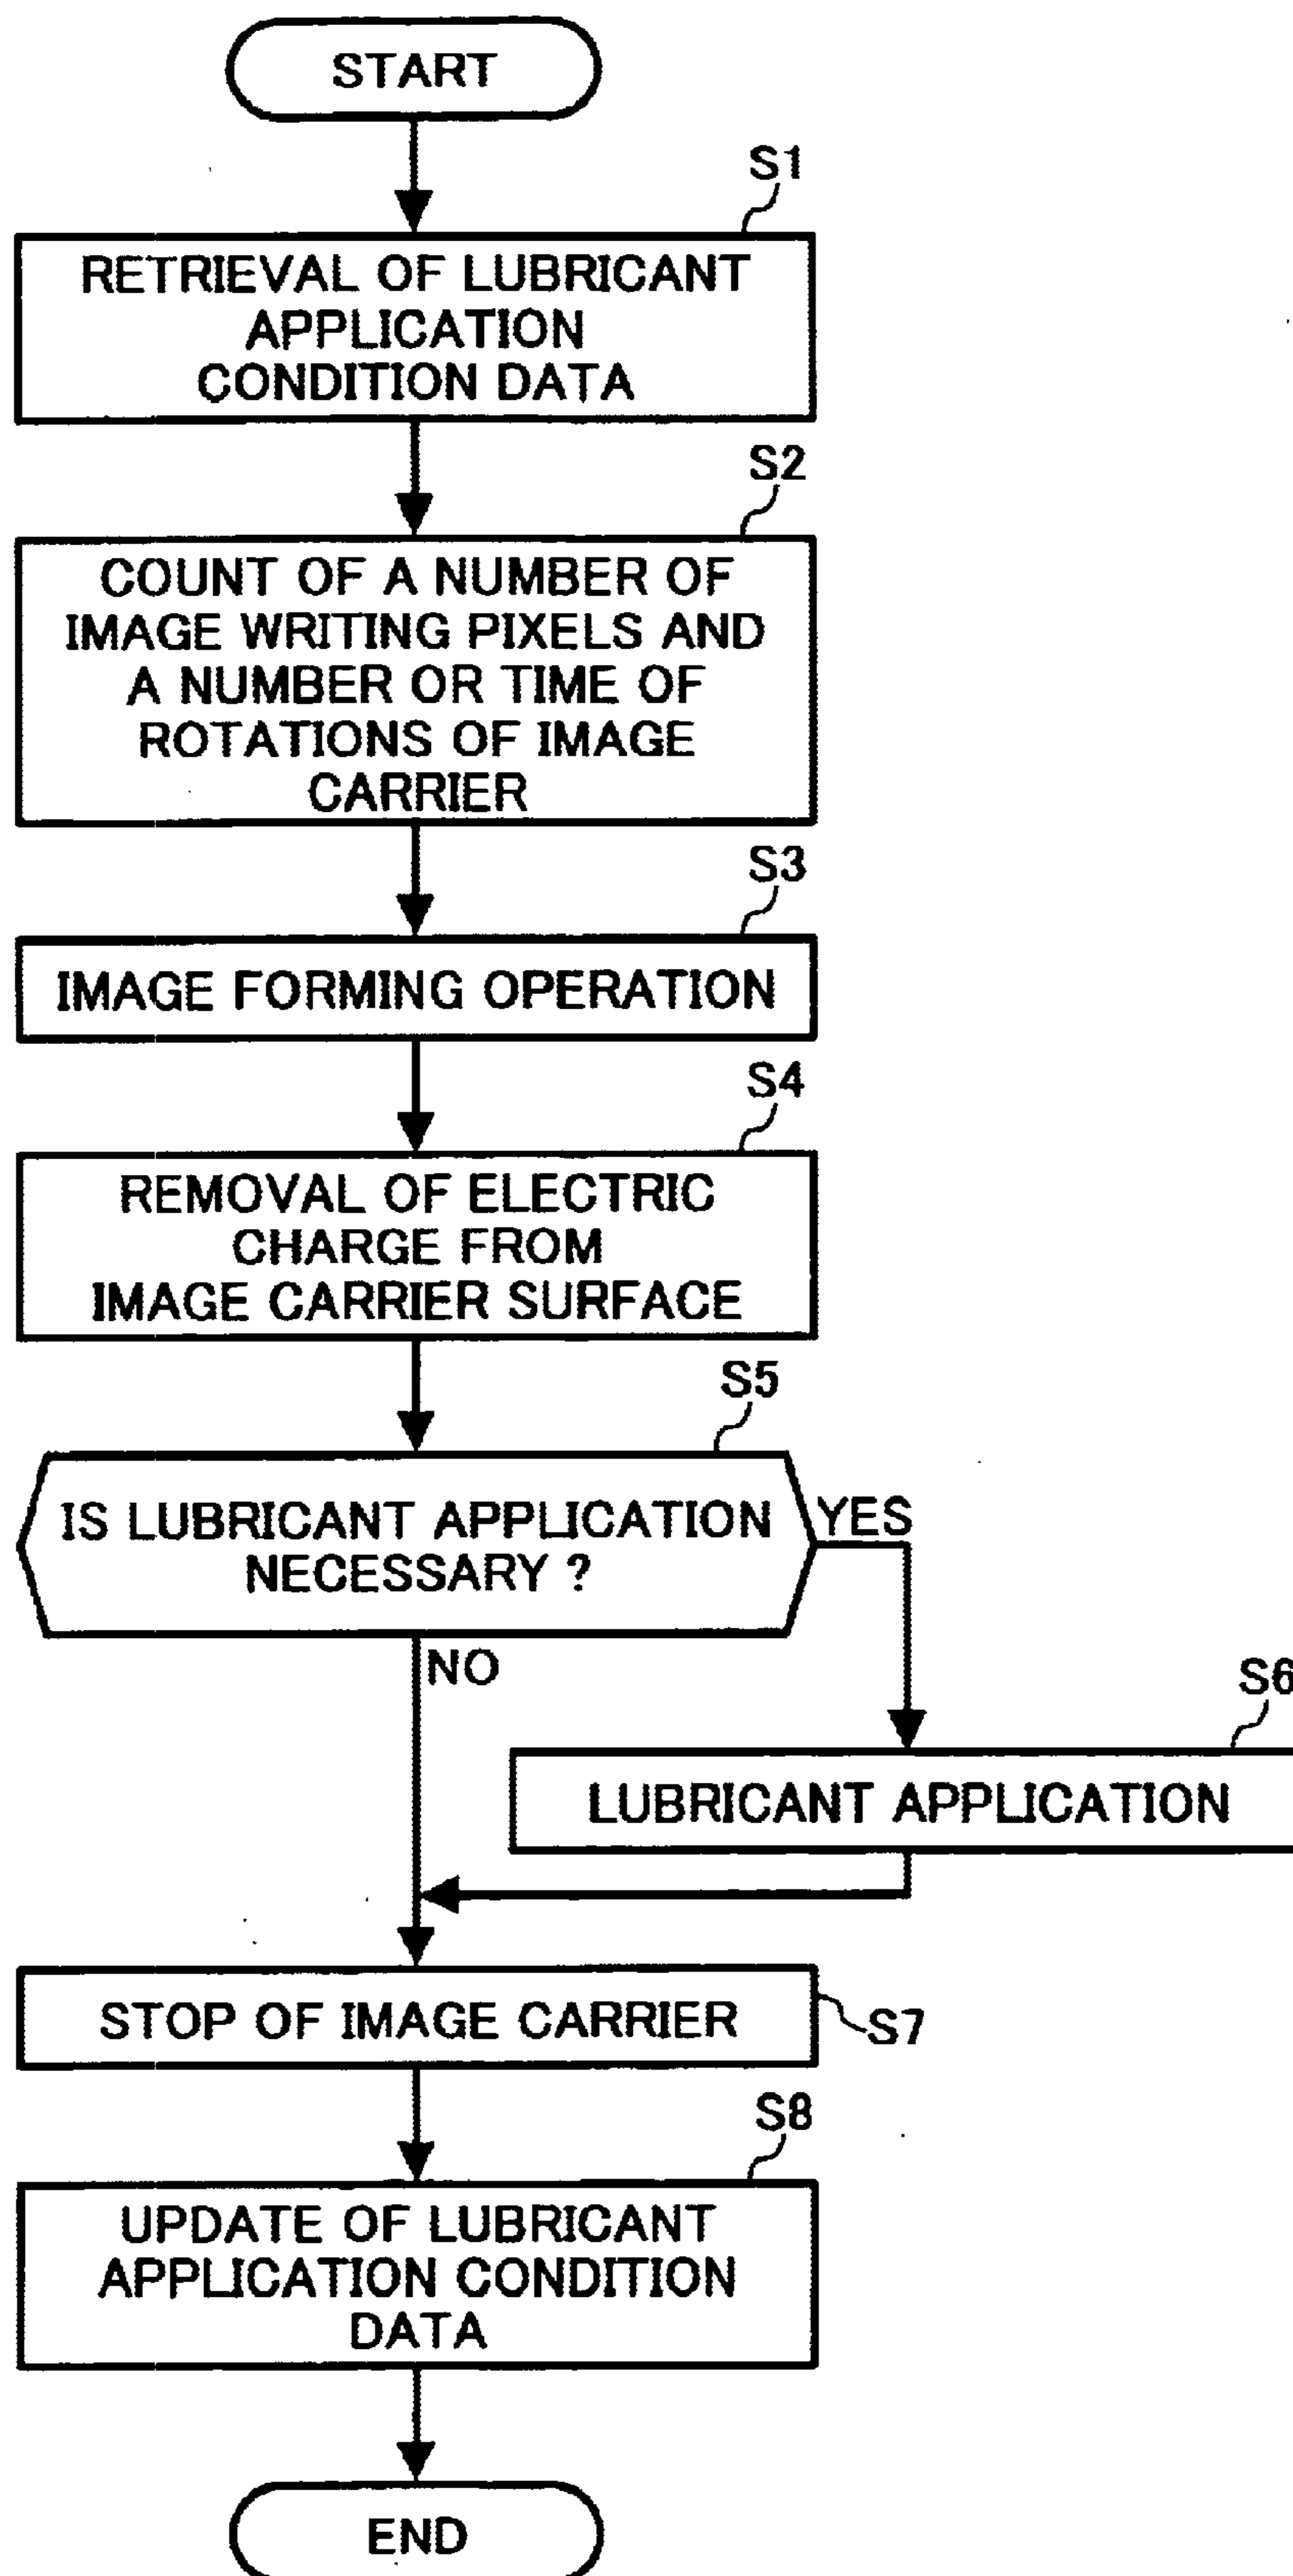 START
S1
RETRIEVAL OF LUBRICANT
APPLICATION
CONDITION DATA
S2
COUNT OF A NUMBER OF
IMAGE WRITING PIXELS AND
A NUMBER OR TIME OF
ROTATIONS OF IMAGE
CARRIER
S3
IMAGE FORMING OPERATION
S4
REMOVAL OF ELECTRIC
CHARGE FROM
IMAGE CARRIER SURFACE
S5
IS LUBRICANT APPLICATION
NECESSARY ?
YES
NO
S6
LUBRICANT APPLICATION
STOP OF IMAGE CARRIER
S7
S8
UPDATE OF LUBRICANT
APPLICATION CONDITION
DATA
END